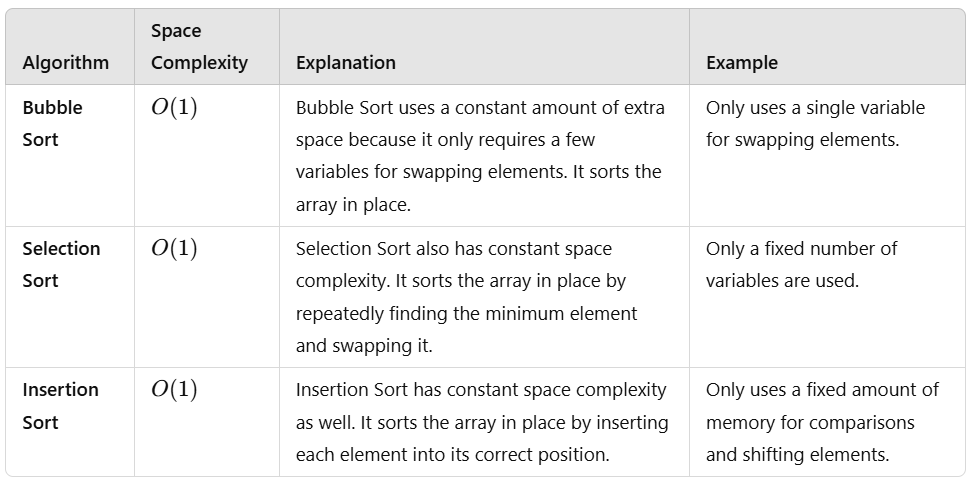 Algorithm
Space
Complexity
Explanation
Example
Bubble
Sort
O(1)
Bubble Sort uses a constant amount of extra
space because it only requires a few
variables for swapping elements. It sorts the
array in place.
Only uses a single variable
for swapping elements.
Selection
Sort
O(1)
Selection Sort also has constant space
complexity. It sorts the array in place by
repeatedly finding the minimum element
and swapping it.
Only a fixed number of
variables are used.
Insertion
Sort
O(1)
Insertion Sort has constant space complexity
as well. It sorts the array in place by inserting
each element into its correct position.
Only uses a fixed amount of
memory for comparisons
and shifting elements.